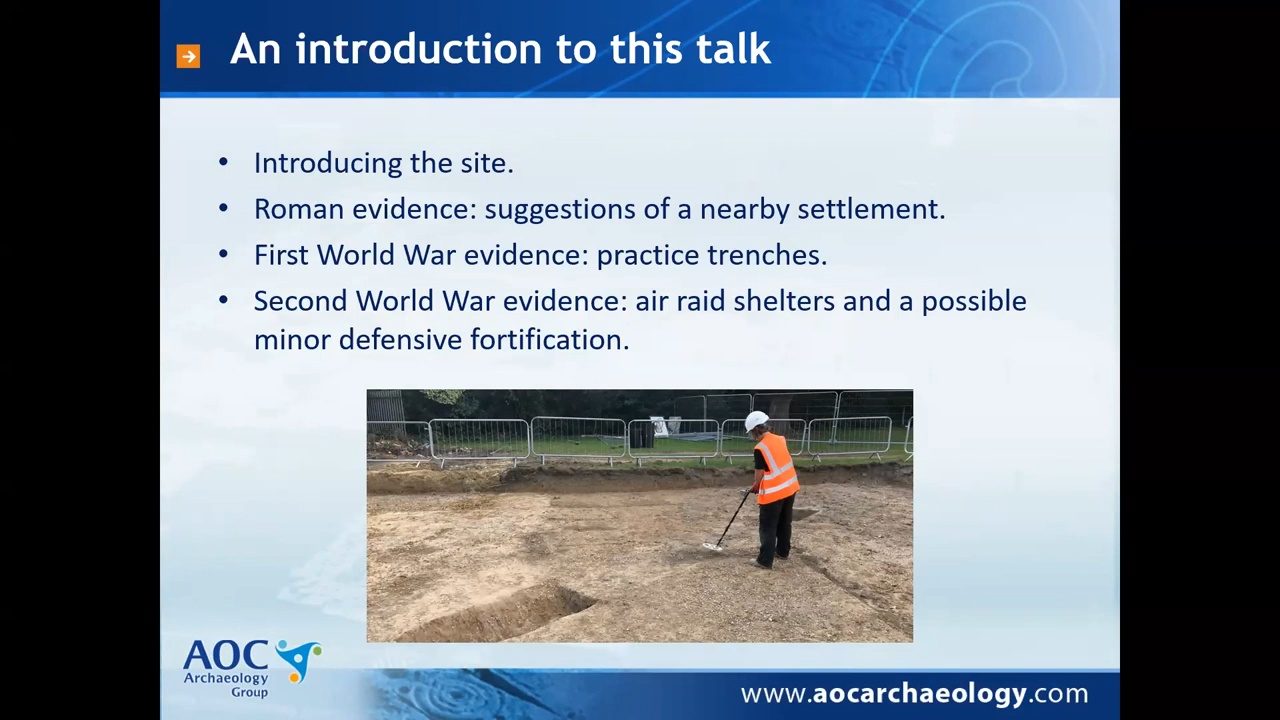 An introduction to this talk
• Introducing the site.
• Roman evidence: suggestions of a nearby settlement.
• First World War evidence: practice trenches.
• Second World War evidence: air raid shelters and a possible
minor defensive fortification.
AOC
Archaeology
Group
www.aocarchaeology.com